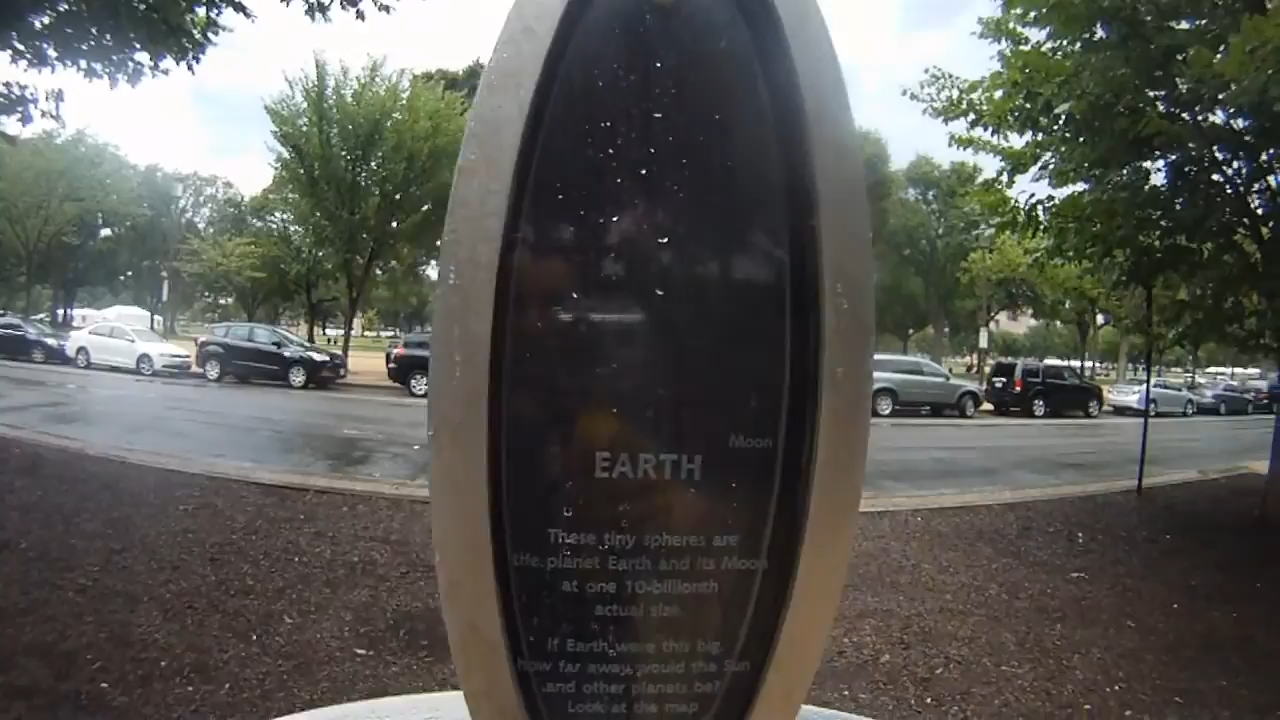 Moon
EARTH
These tiny spheres are
the planet Earth and its Moon
at one 10-billionth
actual size.
If Earth were this big,
how far away would the Sun
and other planets be?
Look at the map